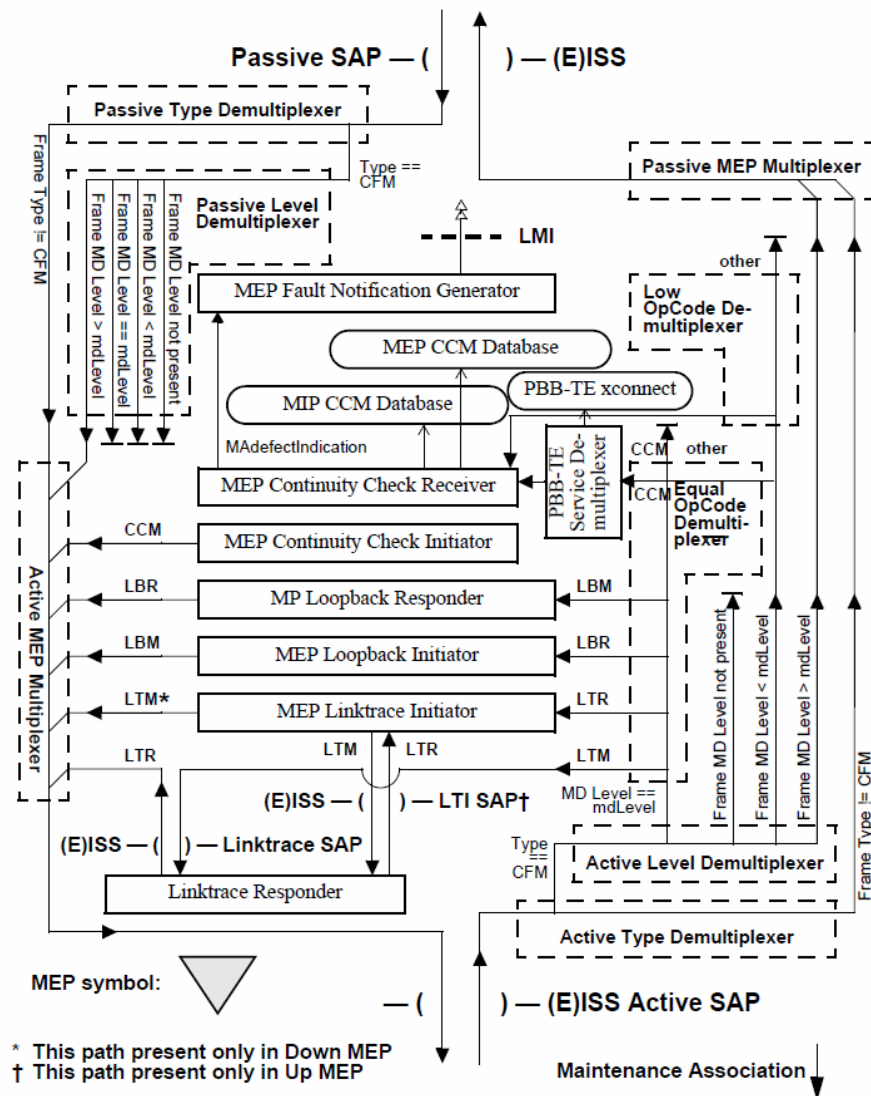 Passive SAP — ( ) — (E)ISS
Passive Type Demultiplexer
Frame Type != CFM
Type ==
CFM
Passive Level
Demultiplexer
Frame MD Level > mdLevel
Frame MD Level == mdLevel
Frame MD Level < mdLevel
Frame MD Level not present
Passive MEP Multiplexer
LMI
MEP Fault Notification Generator
other
Low
OpCode De-
multiplexer
MEP CCM Database
PBB-TE xconnect
MIP CCM Database
MAdefectIndication
PBB-TE
Service De-
multiplexer
CCM
other
MEP Continuity Check Receiver
CCM
Equal
OpCode
Demulti-
plexer
Active MEP Multiplexer
CCM
MEP Continuity Check Initiator
LBR
MP Loopback Responder
LBM
LBM
MEP Loopback Initiator
LBR
LTM*
MEP Linktrace Initiator
LTR
LTR
LTM
LTR
LTM
Frame MD Level not present
Frame MD Level < mdLevel
Frame MD Level > mdLevel
Frame Type != CFM
(E)ISS — ( ) — LTI SAP†
MD Level ==
mdLevel
(E)ISS — ( ) — Linktrace SAP
Type
==
CFM
Active Level Demultiplexer
Linktrace Responder
Active Type Demultiplexer
MEP symbol:
— ( ) — (E)ISS Active SAP
* This path present only in Down MEP
† This path present only in Up MEP
Maintenance Association